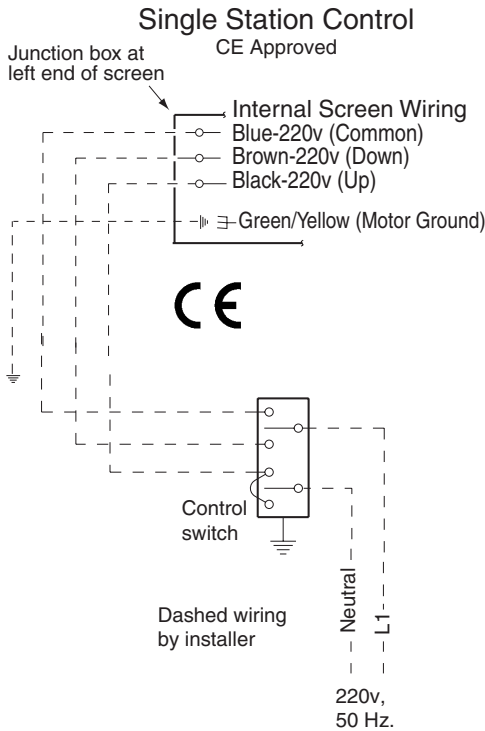 Single Station Control
CE Approved
Junction box at
left end of screen
Internal Screen Wiring
Blue-220v (Common)
Brown-220v (Down)
Black-220v (Up)
Green/Yellow (Motor Ground)
CE
Control
switch
Neutral
L1
Dashed wiring
by installer
220v,
50 Hz.